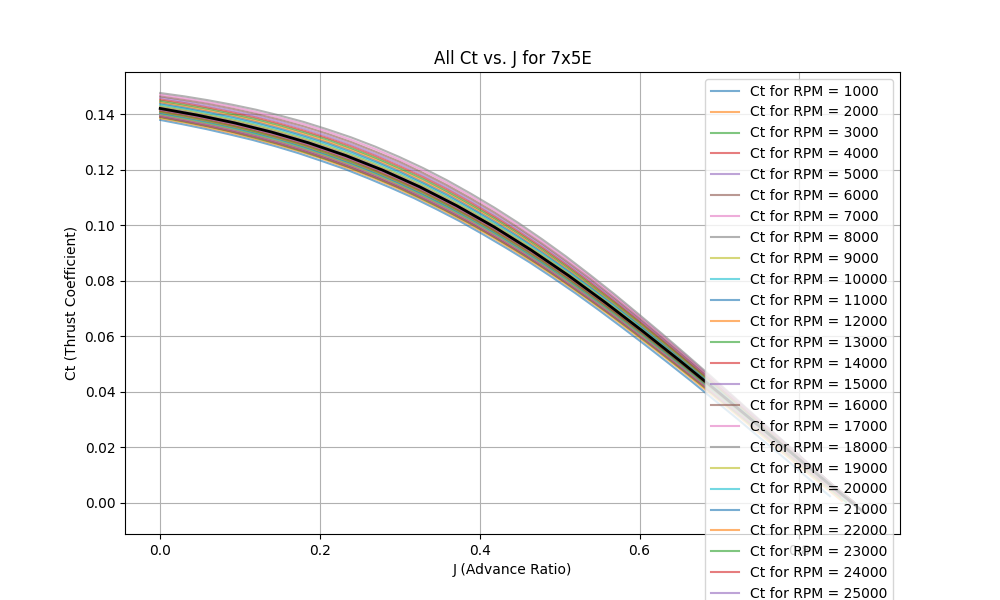 All Ct vs. J for 7x5E
Ct (Thrust Coefficient)
0.14
0.12
0.10
0.08
0.06
0.04
0.02
0.00
0.0
0.2
0.4
0.6
J (Advance Ratio)
Ct for RPM = 1000
Ct for RPM = 2000
Ct for RPM = 3000
Ct for RPM = 4000
Ct for RPM = 5000
Ct for RPM = 6000
Ct for RPM = 7000
Ct for RPM = 8000
Ct for RPM = 9000
Ct for RPM = 10000
Ct for RPM = 11000
Ct for RPM = 12000
Ct for RPM = 13000
Ct for RPM = 14000
Ct for RPM = 15000
Ct for RPM = 16000
Ct for RPM = 17000
Ct for RPM = 18000
Ct for RPM = 19000
Ct for RPM = 20000
Ct for RPM = 21000
Ct for RPM = 22000
Ct for RPM = 23000
Ct for RPM = 24000
Ct for RPM = 25000